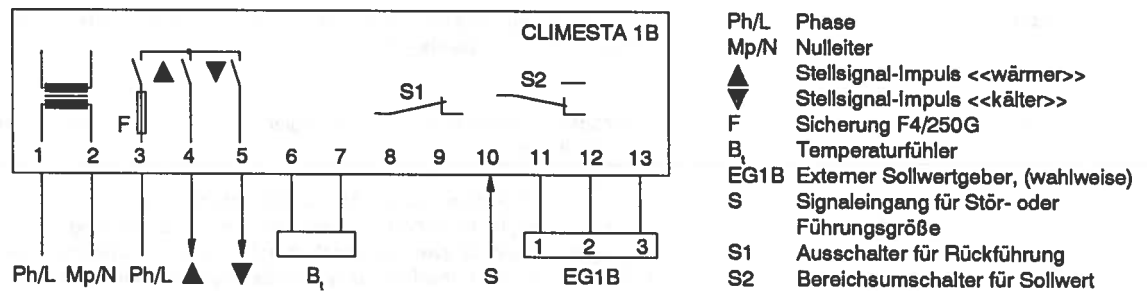 CLIMESTA 1B
S1
S2
F
1 2 3 4 5 6 7 8 9 10 11 12 13
1 2 3
Ph/L Mp/N Ph/L ▲ ▼ Bt S EG1B
Ph/L Phase
Mp/N Nulleiter
▲ Stellsignal-Impuls <<wärmer>>
▼ Stellsignal-Impuls <<kälter>>
F Sicherung F4/250G
Bt Temperaturfühler
EG1B Externer Sollwertgeber, (wahlweise)
S Signaleingang für Stör- oder
Führungsgröße
S1 Ausschalter für Rückführung
S2 Bereichsumschalter für Sollwert